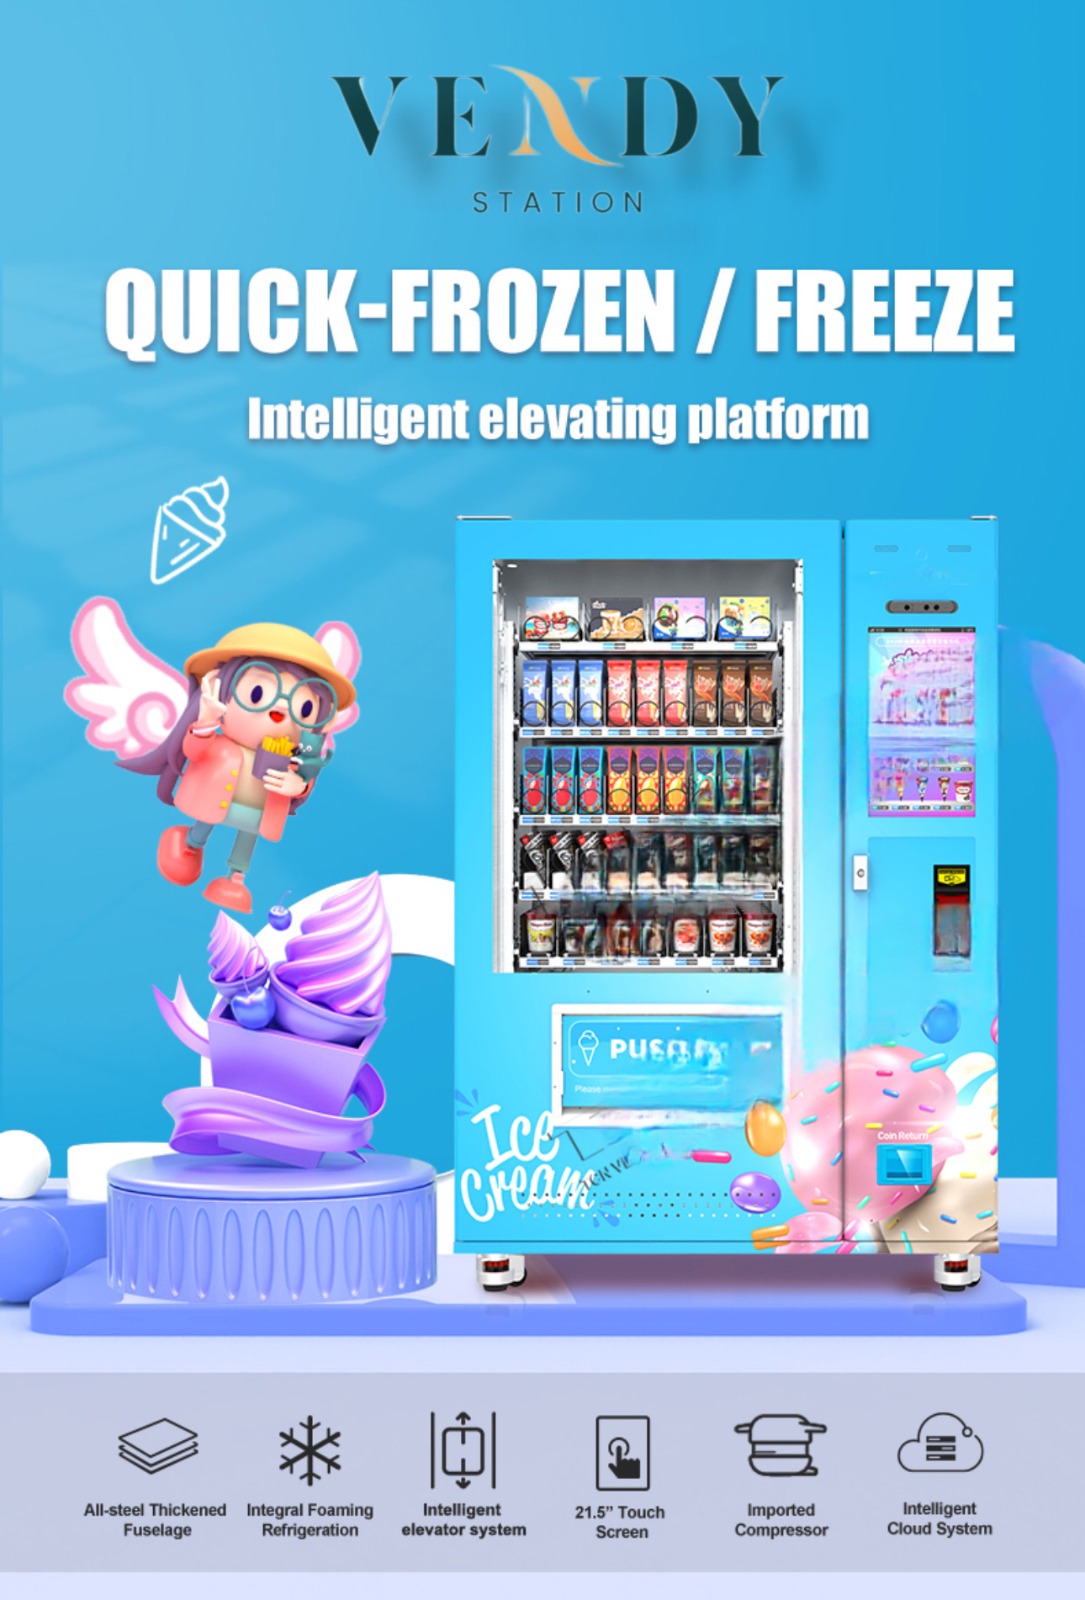 VENDY
STATION
QUICK-FROZEN / FREEZE
Intelligent elevating platform
Please
Ice
Cream
Coin Return
All-steel Thickened
Fuselage
Integral Foaming
Refrigeration
Intelligent
elevator system
21.5” Touch
Screen
Imported
Compressor
Intelligent
Cloud System